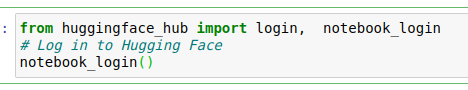 :
from huggingface_hub import login,  notebook_login
# Log in to Hugging Face
notebook_login()